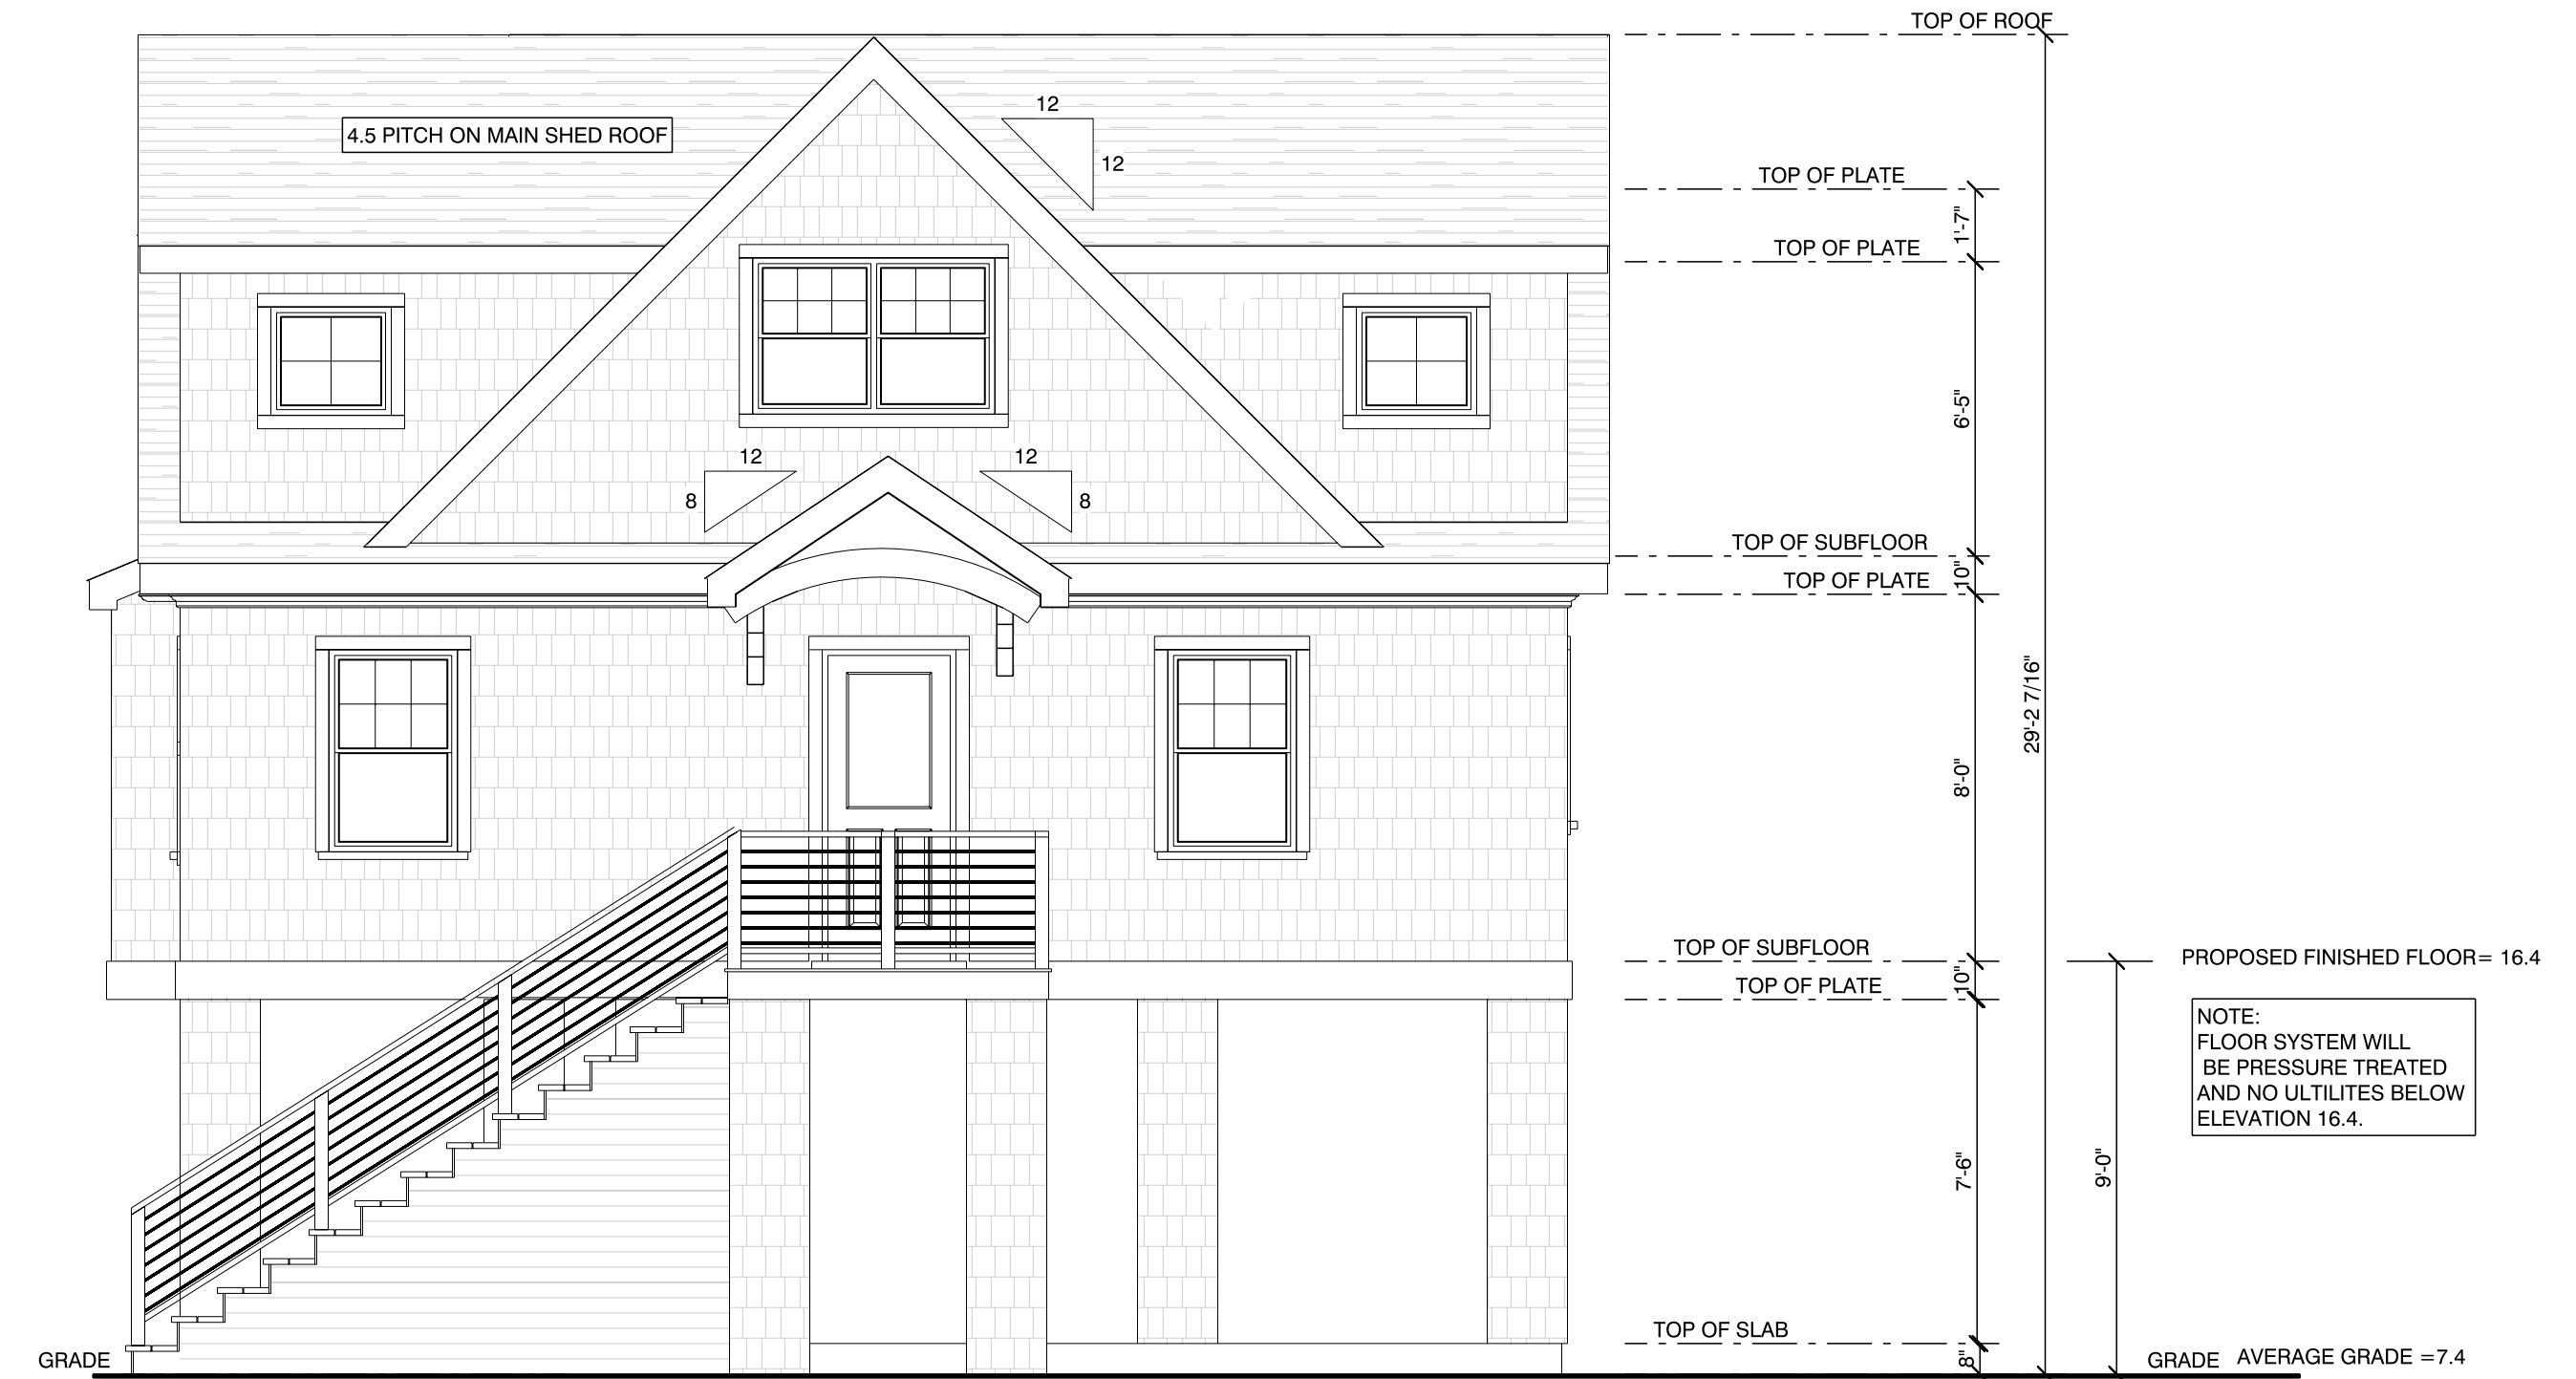 TOP OF ROOF
12
4.5 PITCH ON MAIN SHED ROOF
12
TOP OF PLATE
1'-7"
TOP OF PLATE
6'-5"
12
12
8
8
TOP OF SUBFLOOR
10"
TOP OF PLATE
29'-2 7/16"
8'-0"
TOP OF SUBFLOOR
PROPOSED FINISHED FLOOR= 16.4
10"
TOP OF PLATE
NOTE:
FLOOR SYSTEM WILL
BE PRESSURE TREATED
AND NO ULTILITES BELOW
ELEVATION 16.4.
7'-6"
9'-0"
TOP OF SLAB
8"
GRADE
GRADE
AVERAGE GRADE =7.4